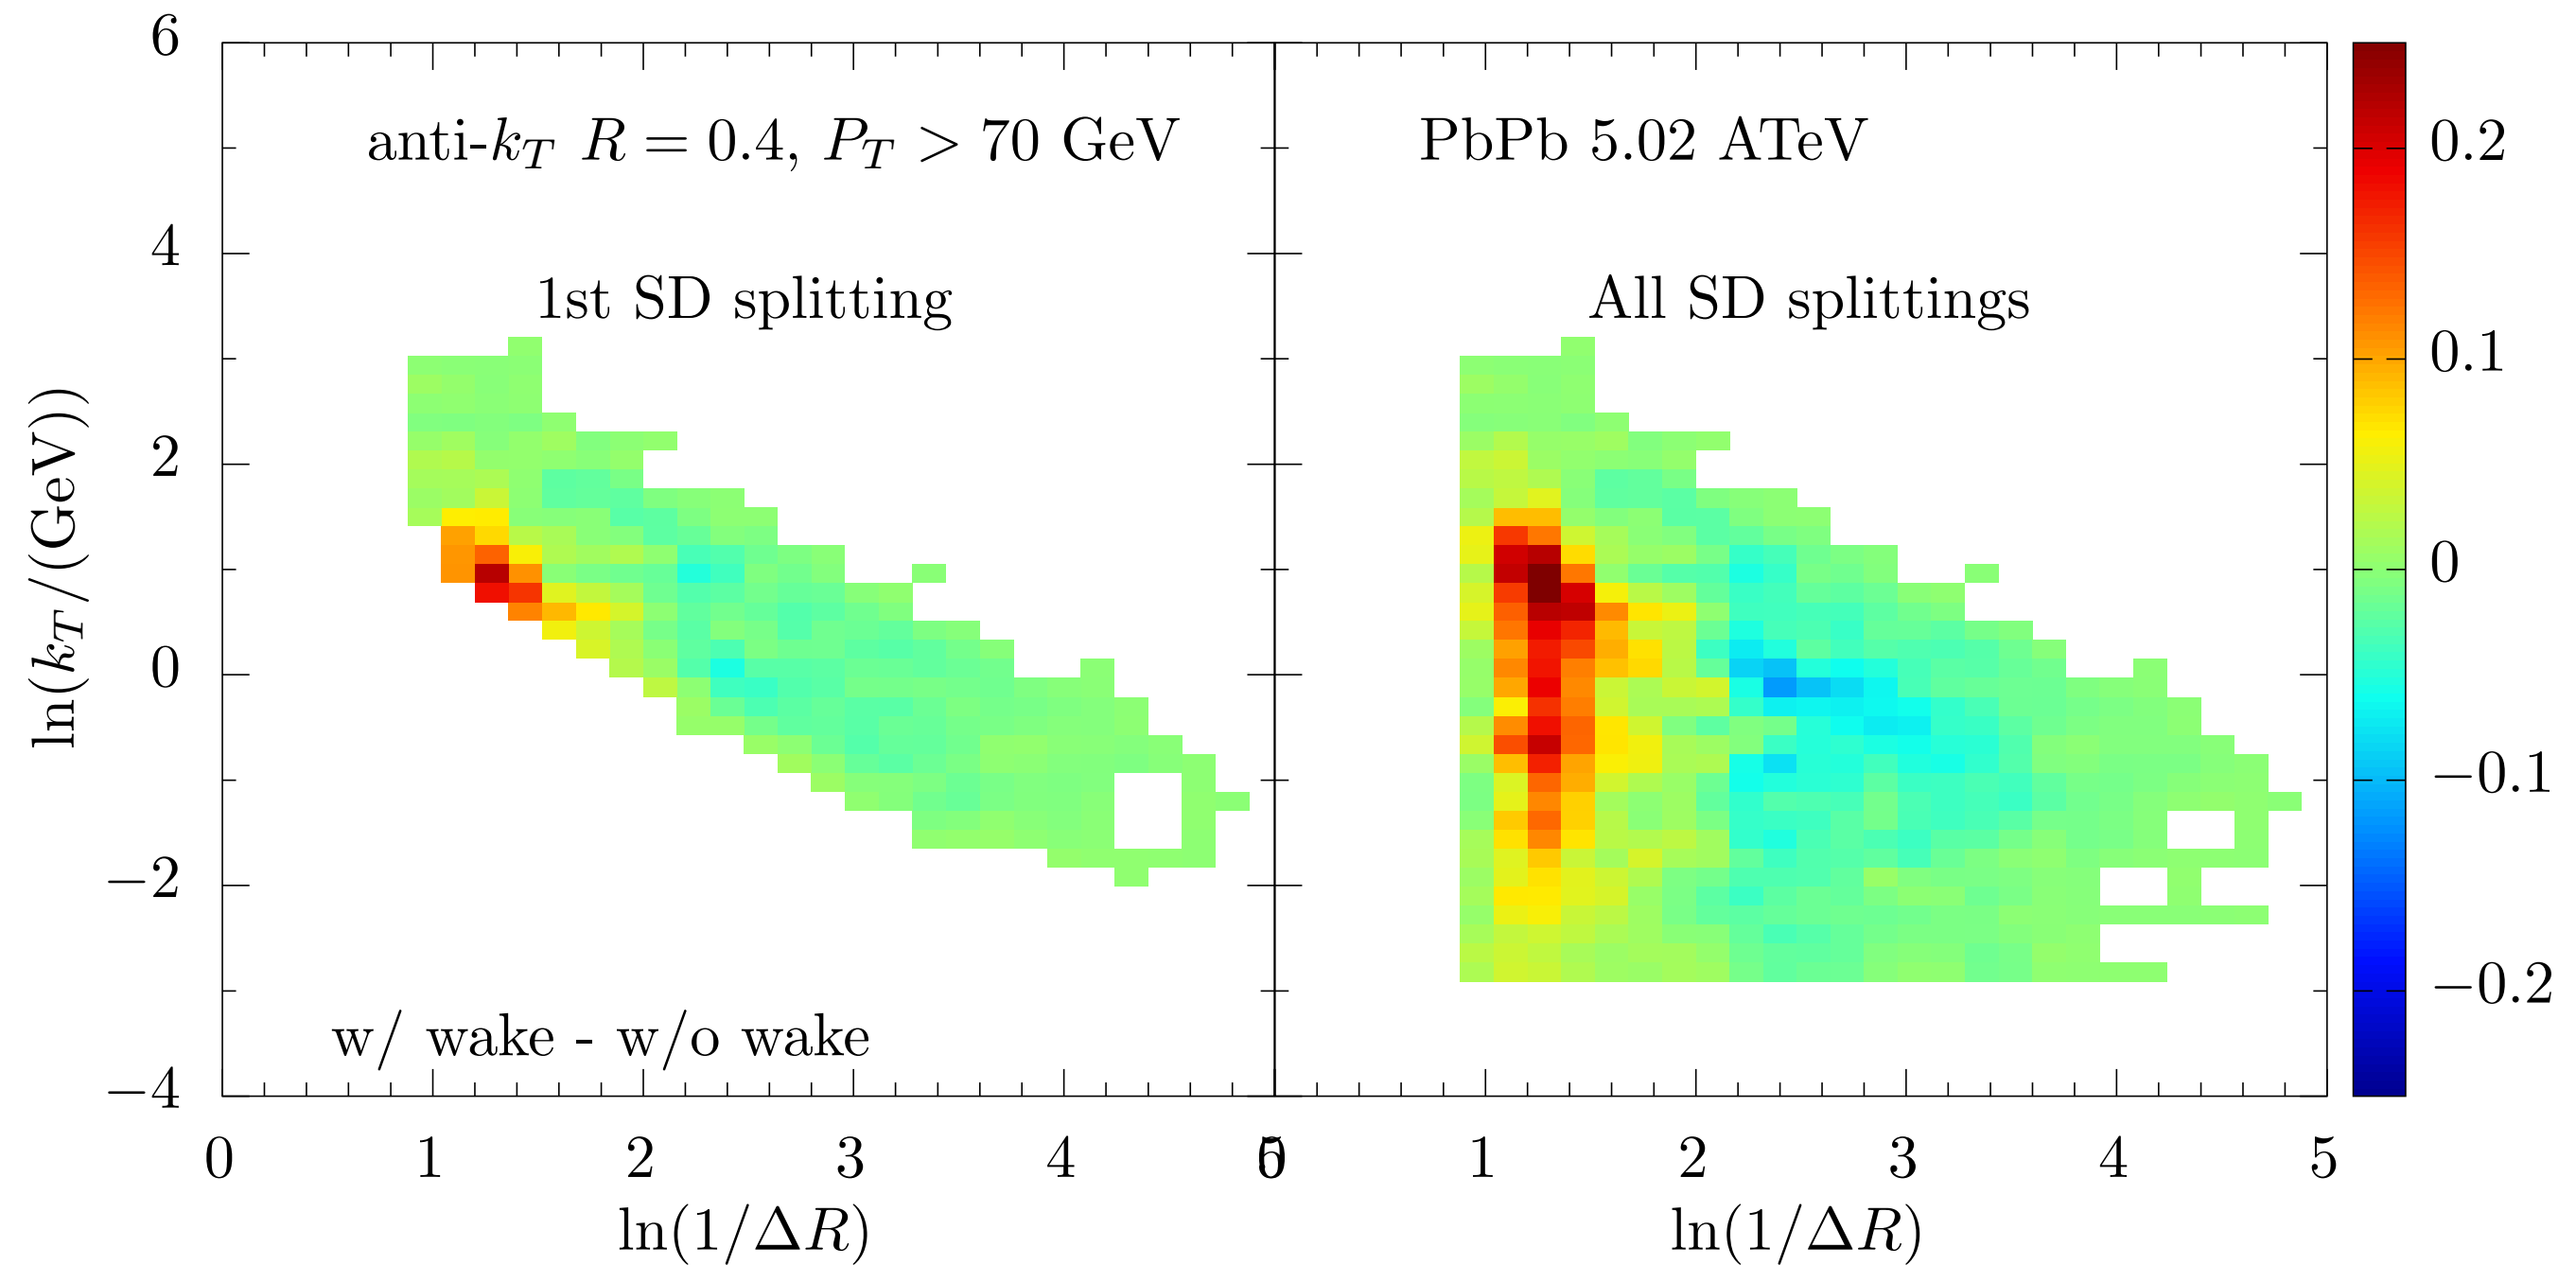 6
4
2
0
−2
−4
ln(k_T/(GeV))
anti-k_T R = 0.4, P_T > 70 GeV
1st SD splitting
w/ wake - w/o wake
0 1 2 3 4 5
ln(1/ΔR)
PbPb 5.02 ATeV
All SD splittings
0 1 2 3 4 5
ln(1/ΔR)
0.2
0.1
0
−0.1
−0.2